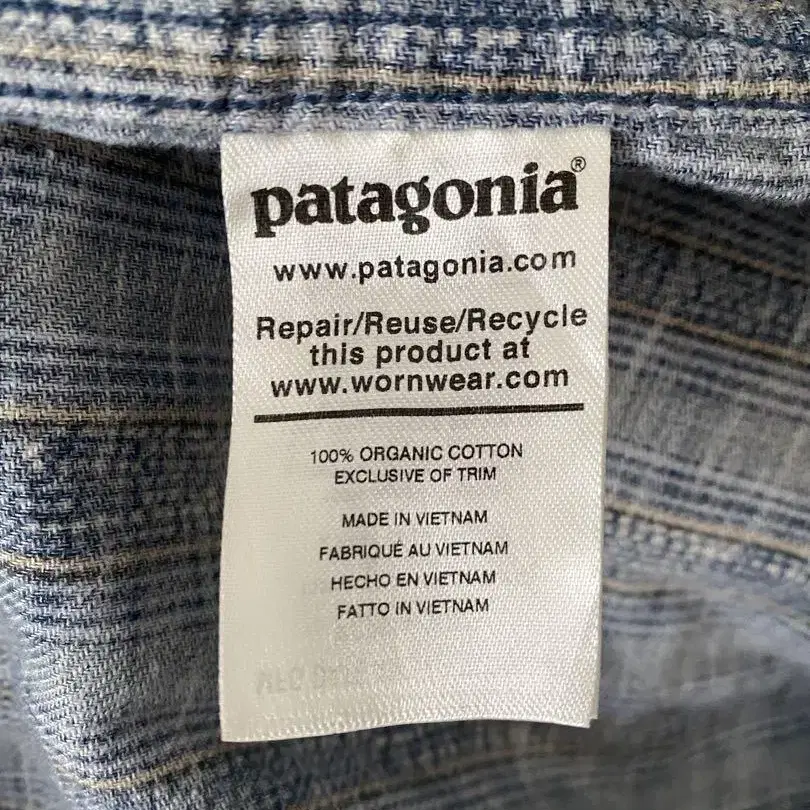 patagonia®
www.patagonia.com
Repair/Reuse/Recycle
this product at
www.wornwear.com
100% ORGANIC COTTON
EXCLUSIVE OF TRIM
MADE IN VIETNAM
FABRIQUÉ AU VIETNAM
HECHO EN VIETNAM
FATTO IN VIETNAM